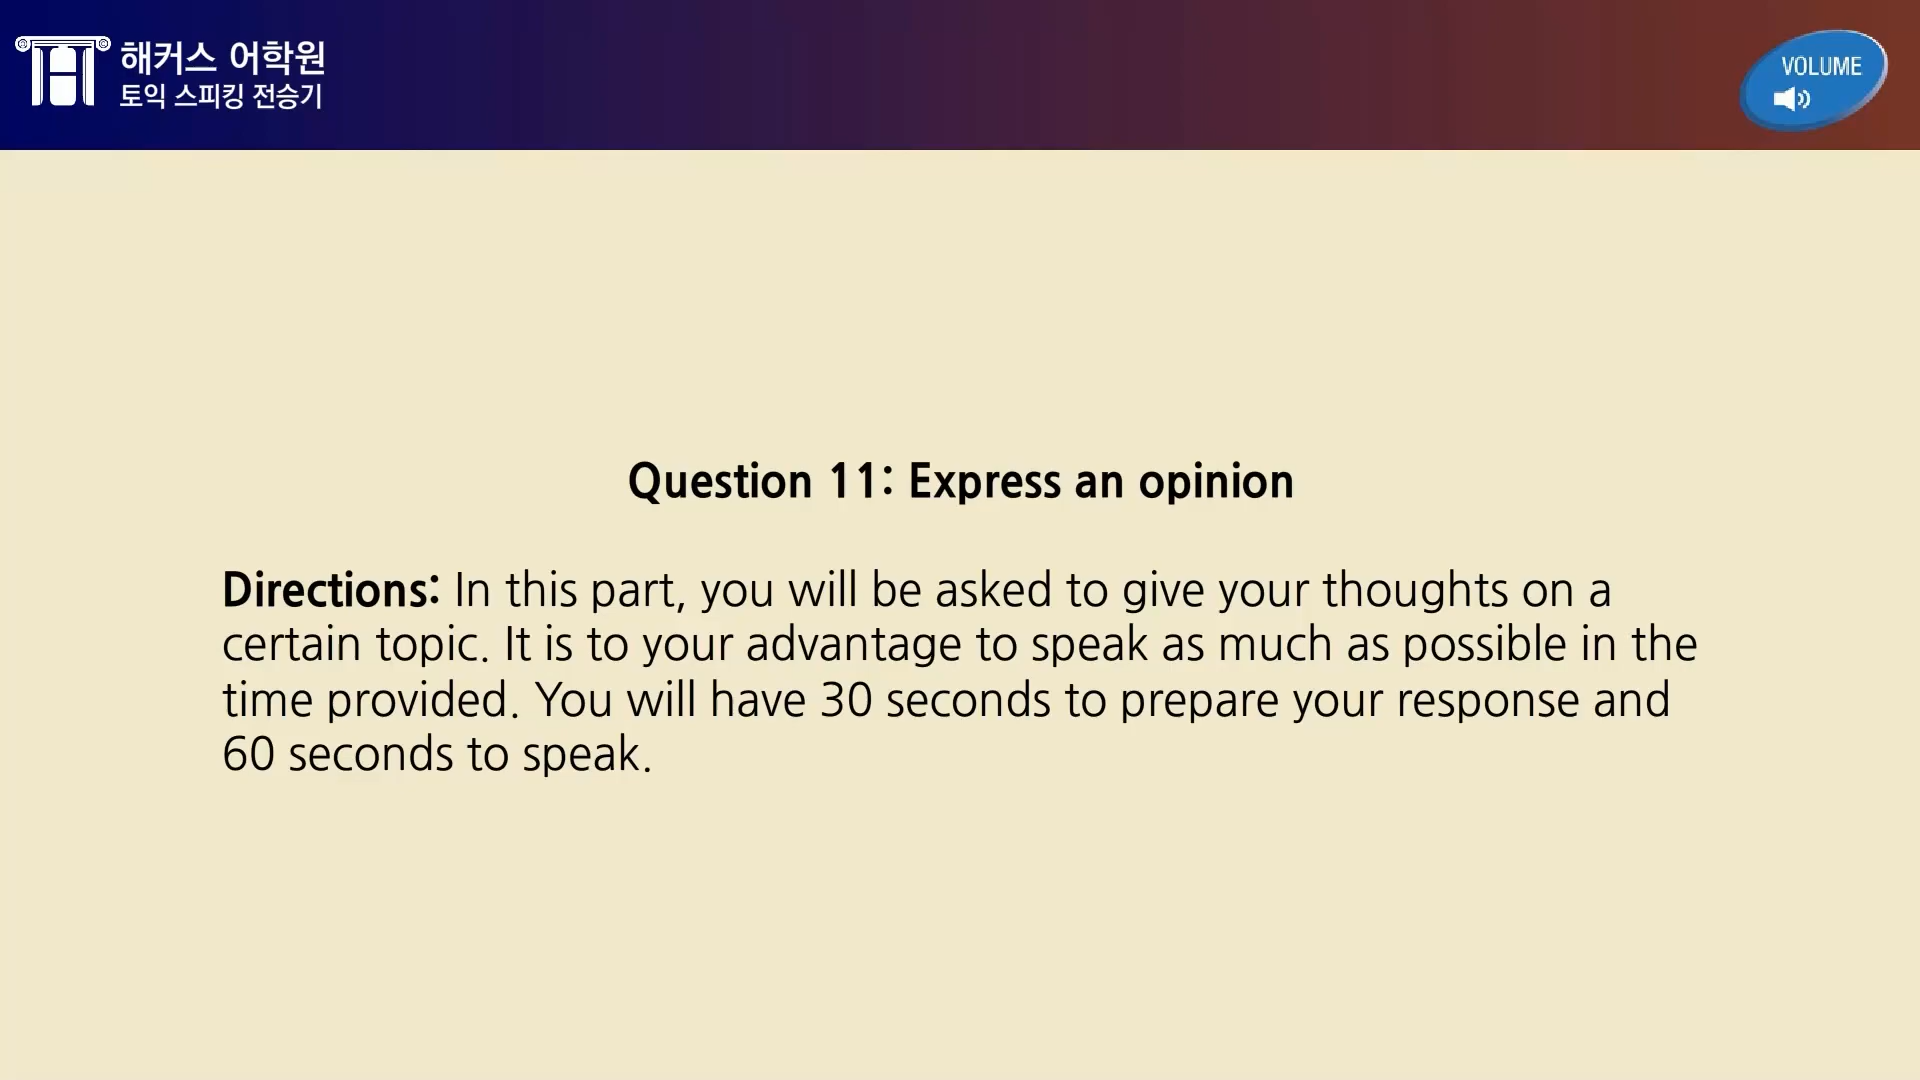 해커스 어학원
토익 스피킹 전승기
VOLUME
Question 11: Express an opinion
Directions: In this part, you will be asked to give your thoughts on a
certain topic. It is to your advantage to speak as much as possible in the
time provided. You will have 30 seconds to prepare your response and
60 seconds to speak.